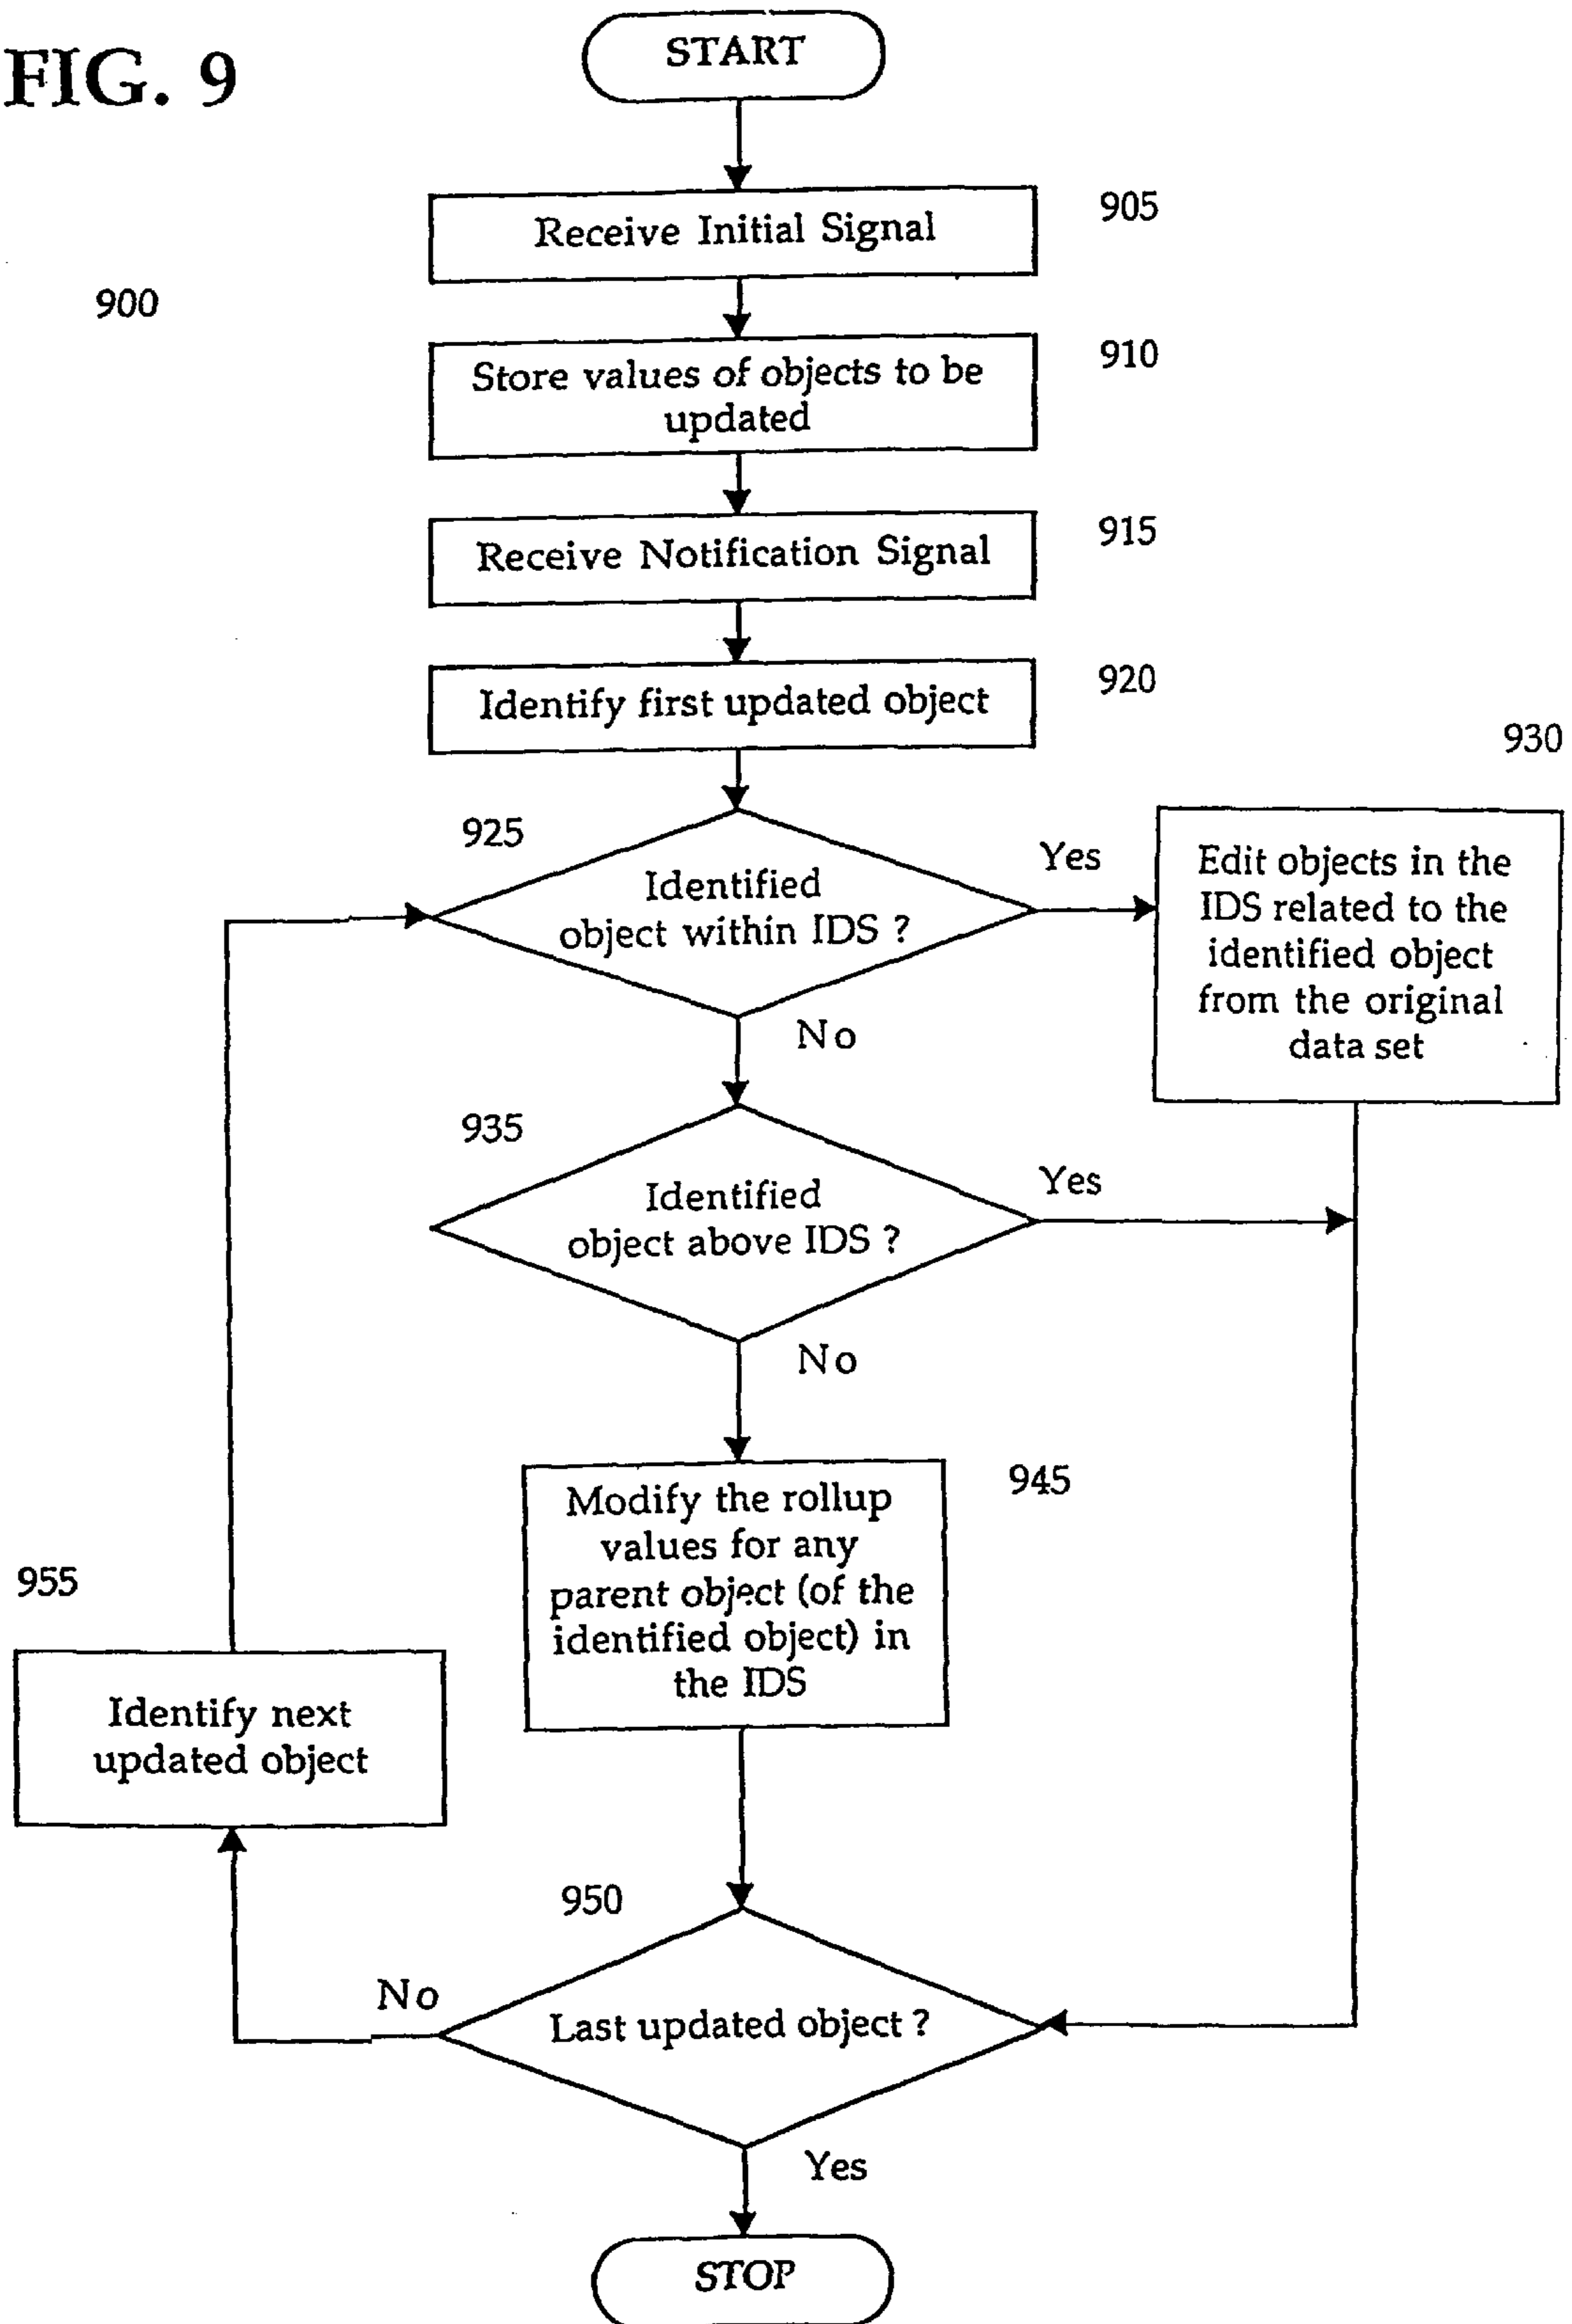 FIG. 9
START
Receive Initial Signal
905
900
Store values of objects to be
updated
910
Receive Notification Signal
915
Identify first updated object
920
930
925
Identified
object within IDS ?
Yes
Edit objects in the
IDS related to the
identified object
from the original
data set
No
935
Identified
object above IDS ?
Yes
No
945
Modify the rollup
values for any
parent object (of the
identified object) in
the IDS
955
Identify next
updated object
950
No
Last updated object ?
Yes
STOP